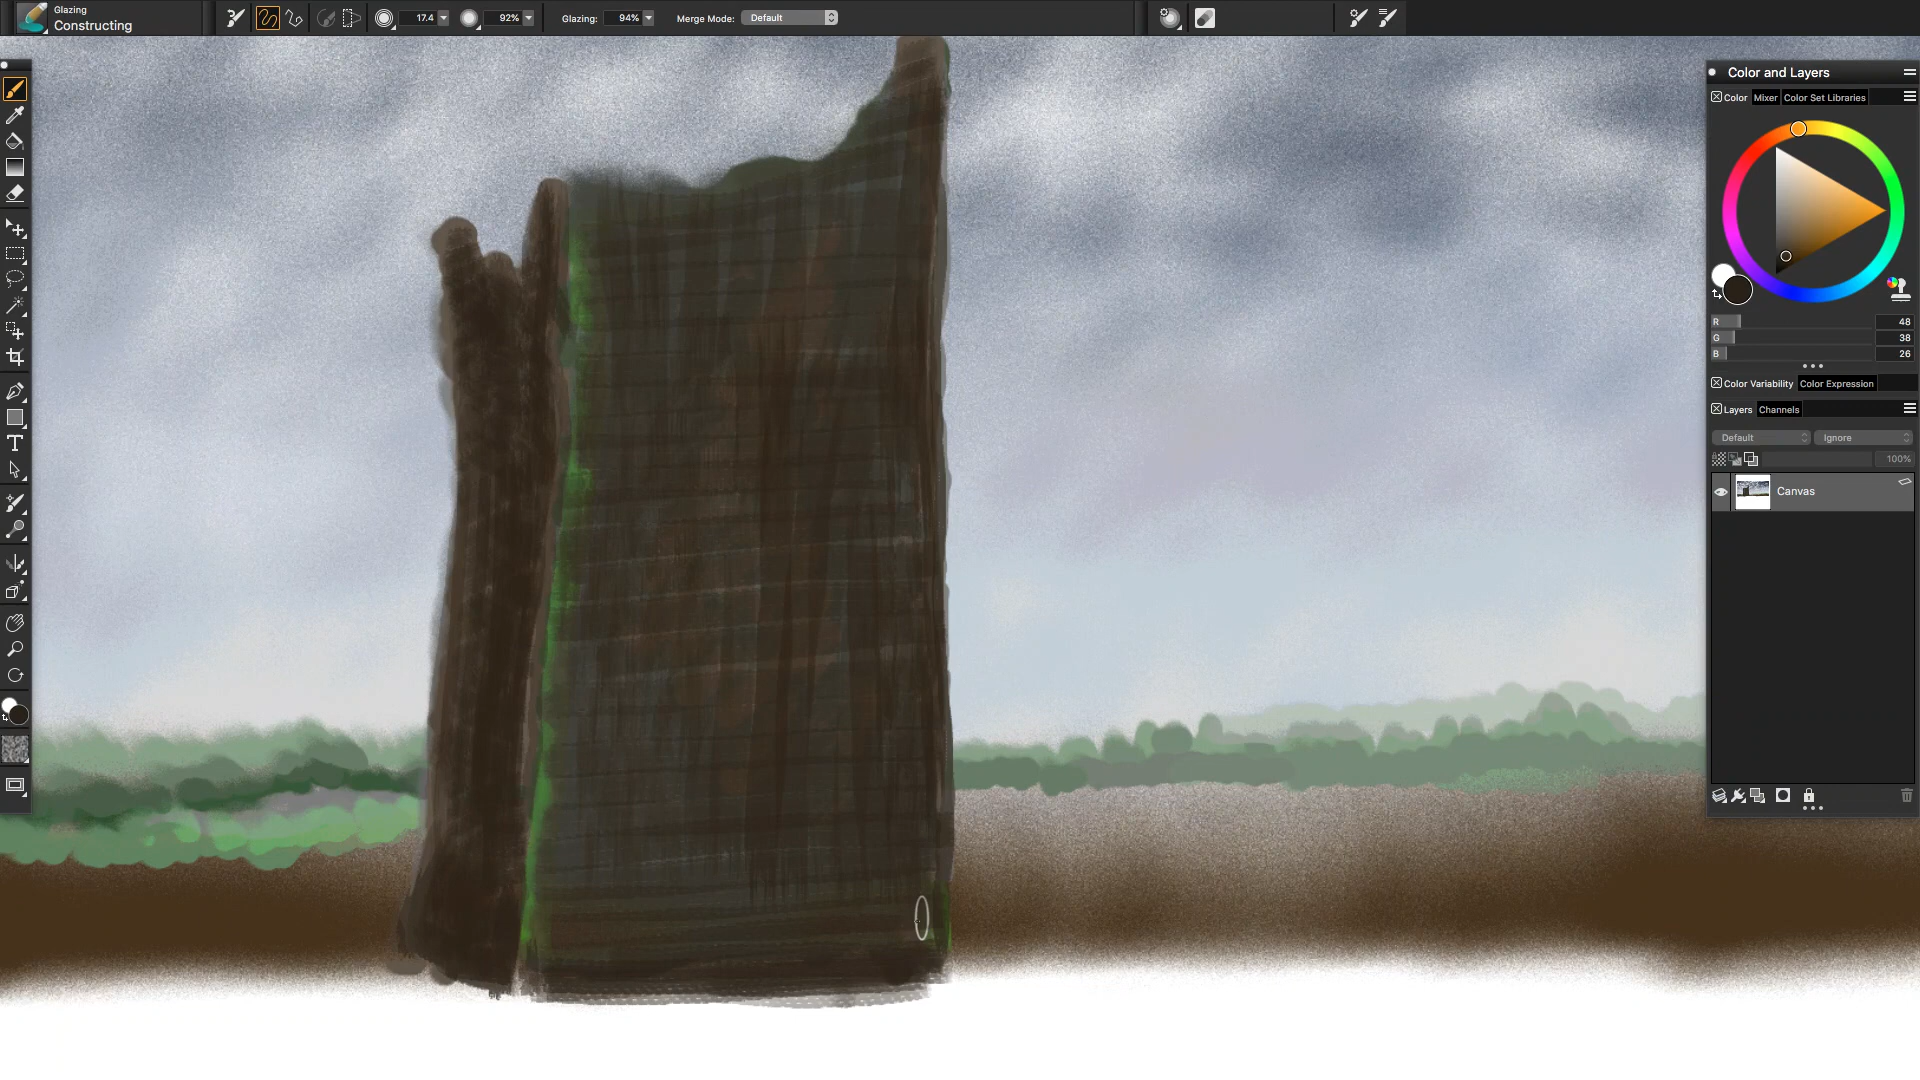 Glazing
Constructing
17.4
92%
Glazing: 94%
Merge Mode: Default
Color and Layers
Color Mixer Color Set Libraries
R 48
G 38
B 26
Color Variability Color Expression
Layers Channels
Default Ignore
100%
Canvas
T